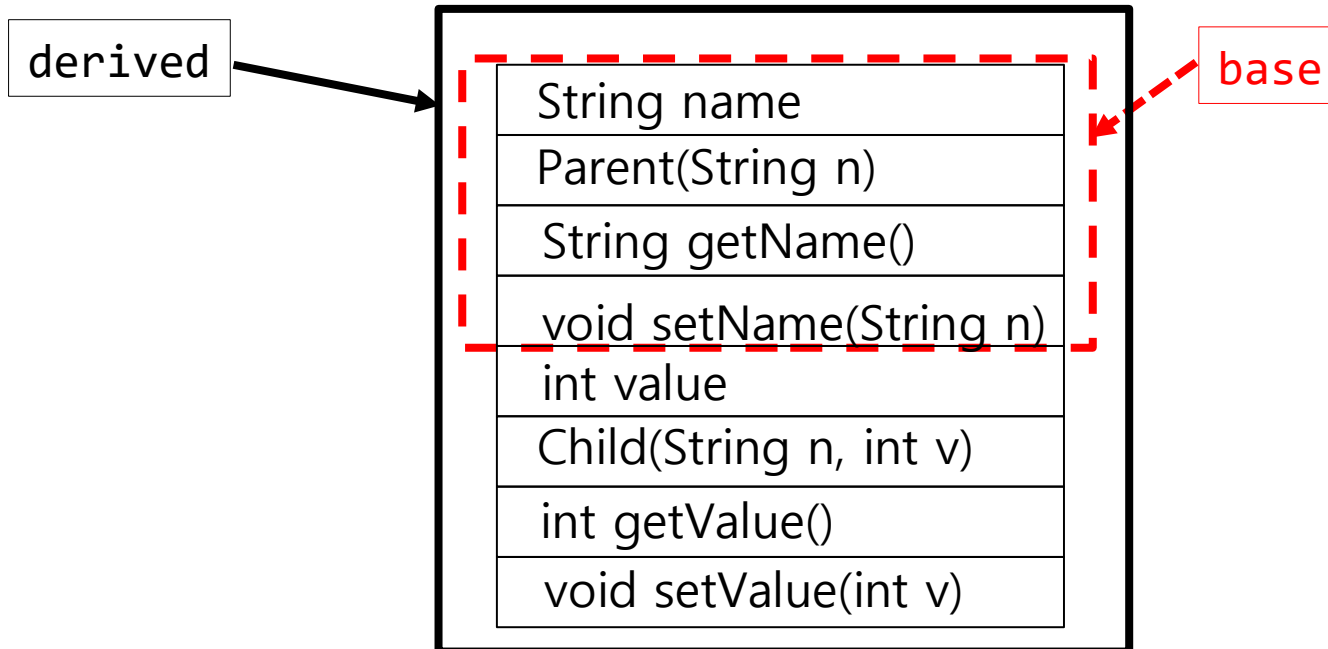 derived
base
String name
Parent(String n)
String getName()
void setName(String n)
int value
Child(String n, int v)
int getValue()
void setValue(int v)